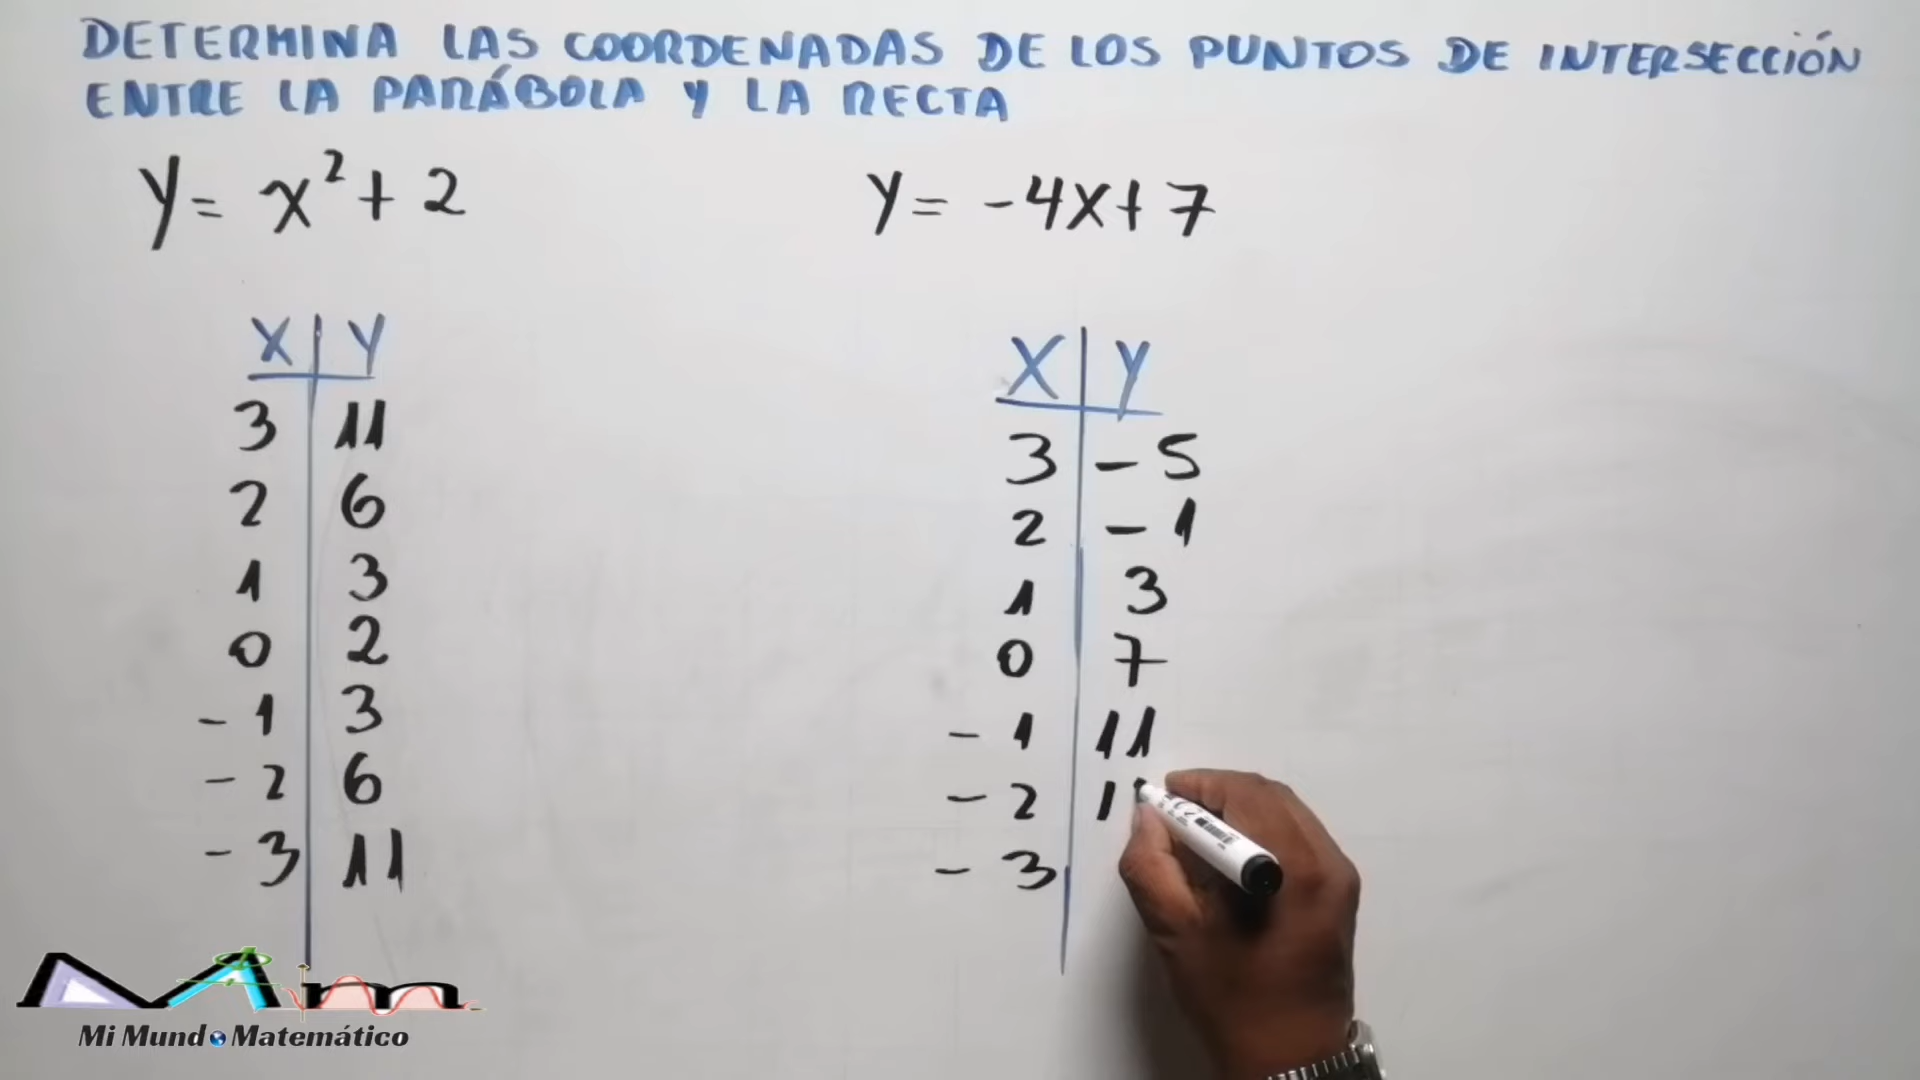 DETERMINA LAS COORDENADAS DE LOS PUNTOS DE INTERSECCIÓN
ENTRE LA PARÁBOLA Y LA RECTA
y = x² + 2
y = -4x + 7
X Y
3 11
2 6
1 3
0 2
-1 3
-2 6
-3 11
X Y
3 -5
2 -1
1 3
0 7
-1 11
-2 1
-3
Mi Mundo Matemático